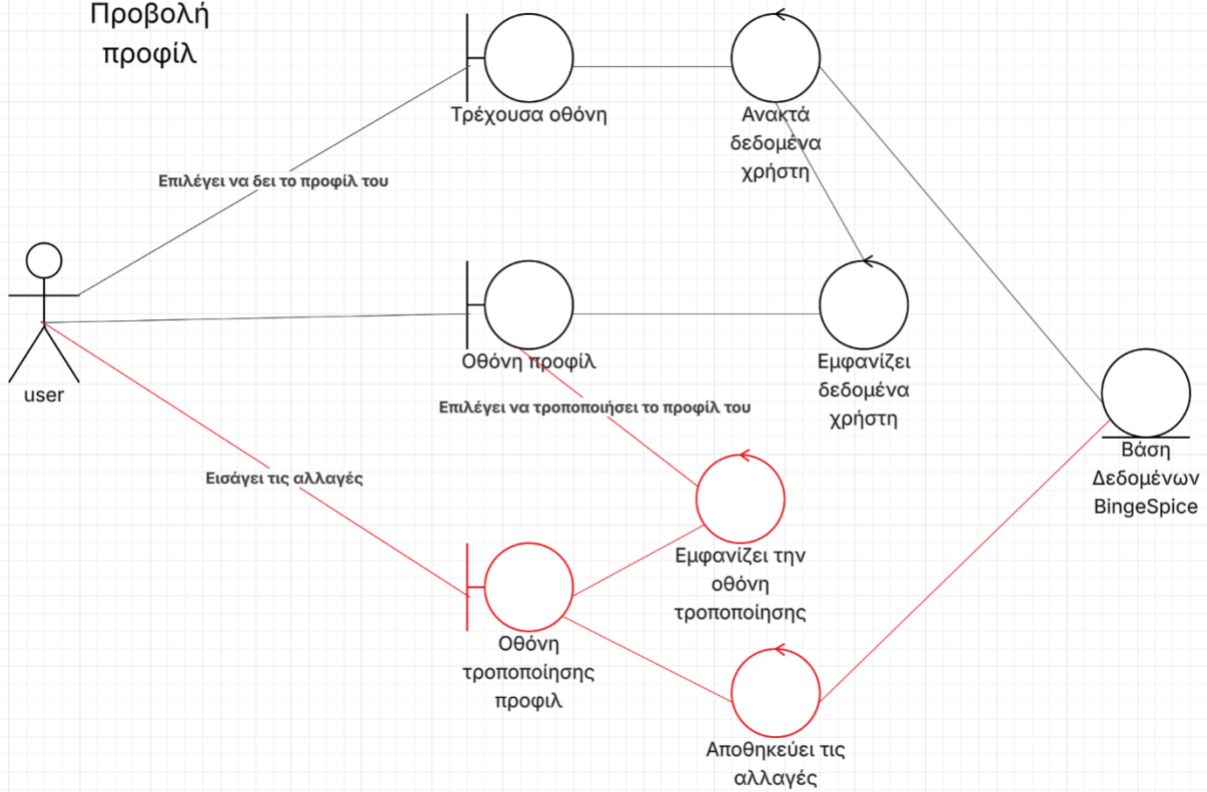 Προβολή
προφίλ
Τρέχουσα οθόνη
Ανακτά
δεδομένα
χρήστη
Επιλέγει να δει το προφίλ του
user
Οθόνη προφίλ
Εμφανίζει
δεδομένα
χρήστη
Επιλέγει να τροποποιήσει το προφίλ του
Βάση
Δεδομένων
BingeSpice
Εισάγει τις αλλαγές
Εμφανίζει την
οθόνη
τροποποίησης
Οθόνη
τροποποίησης
προφιλ
Αποθηκεύει τις
αλλαγές